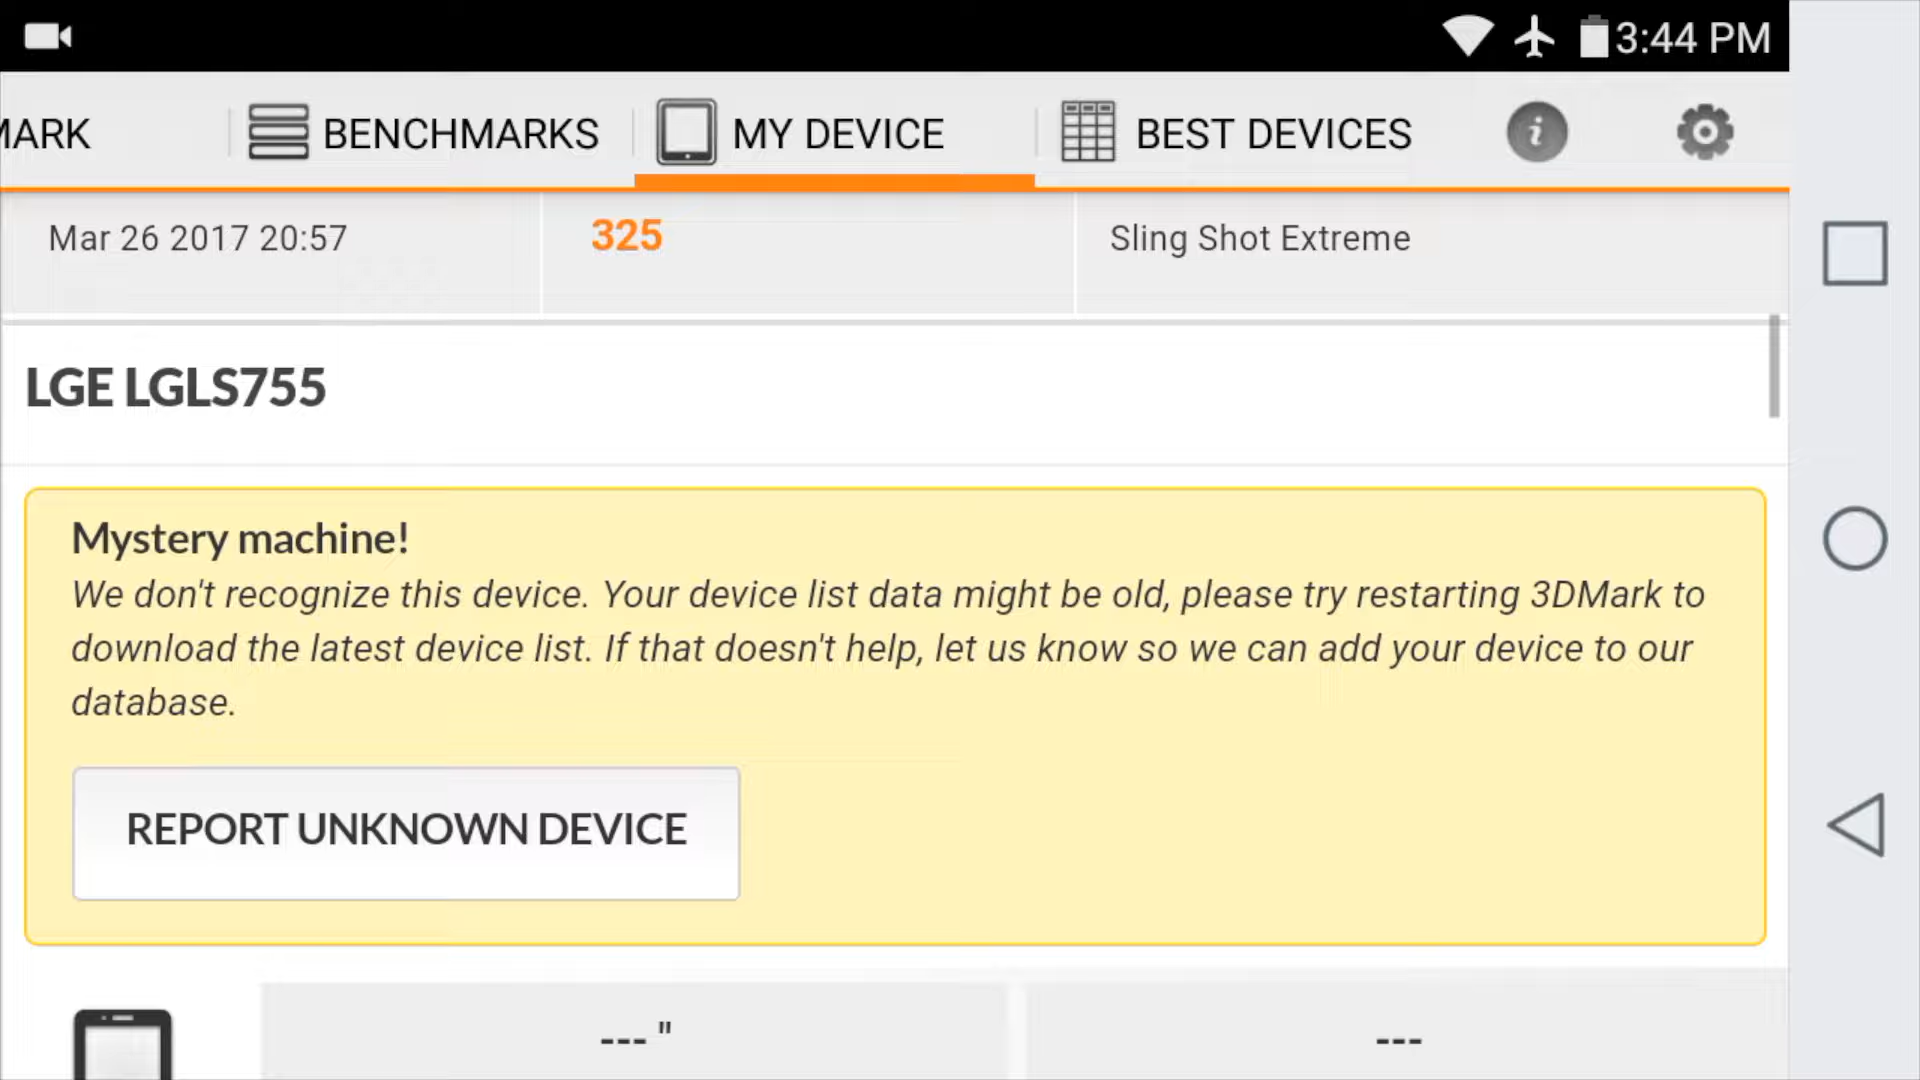 3:44 PM
MARK
BENCHMARKS
MY DEVICE
BEST DEVICES
i
Mar 26 2017 20:57
325
Sling Shot Extreme
LGE LGLS755
Mystery machine!
We don't recognize this device. Your device list data might be old, please try restarting 3DMark to
download the latest device list. If that doesn't help, let us know so we can add your device to our
database.
REPORT UNKNOWN DEVICE
--- "
---